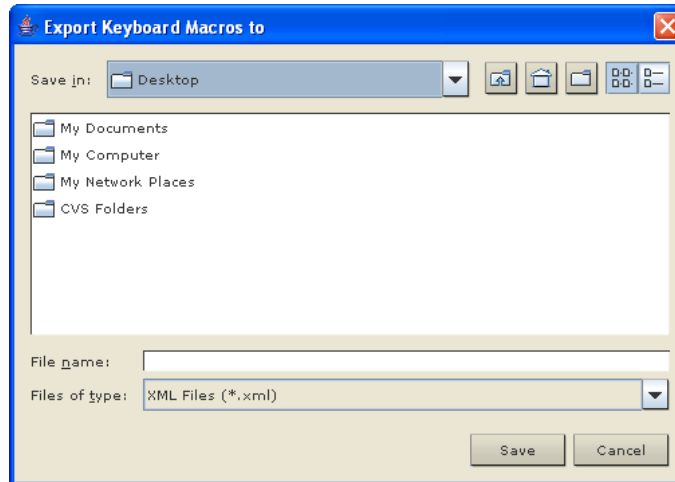 Export Keyboard Macros to
Save in: Desktop
My Documents
My Computer
My Network Places
CVS Folders
File name:
Files of type: XML Files (*.xml)
Save Cancel